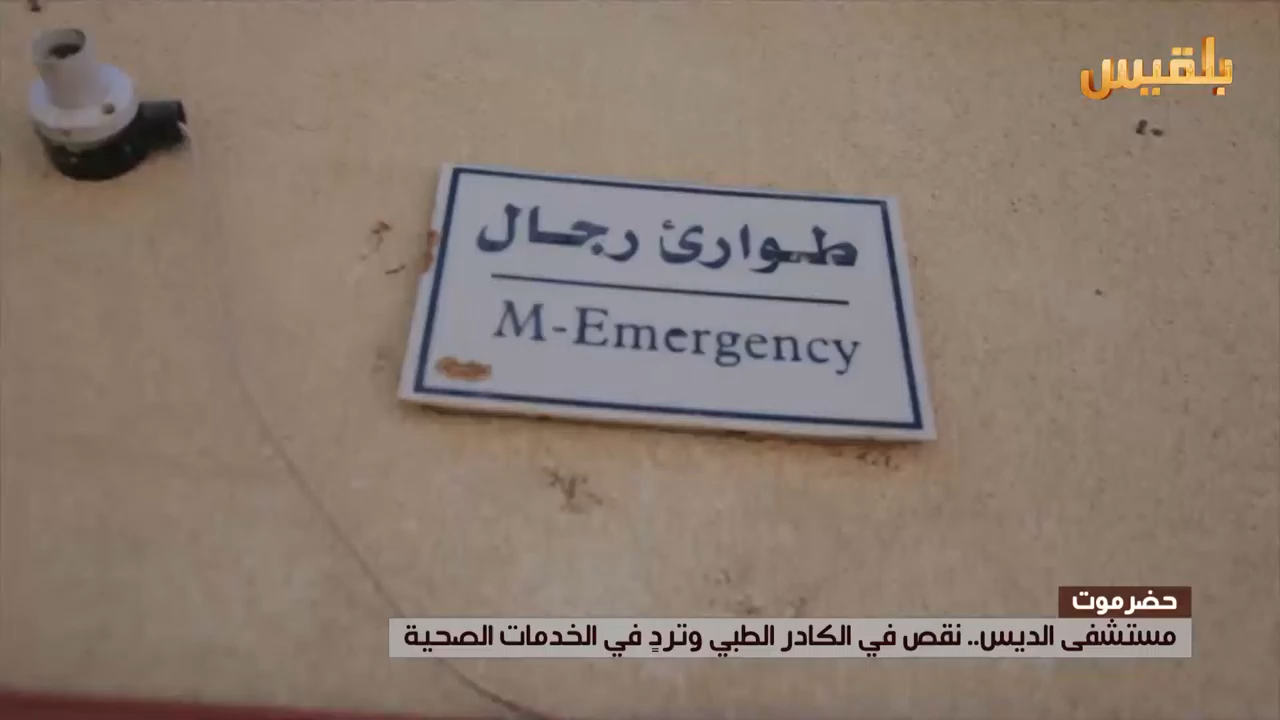 بلقيس
طوارئ رجال
M-Emergency
حضرموت
مستشفى الديس.. نقص في الكادر الطبي وتردٍ في الخدمات الصحية